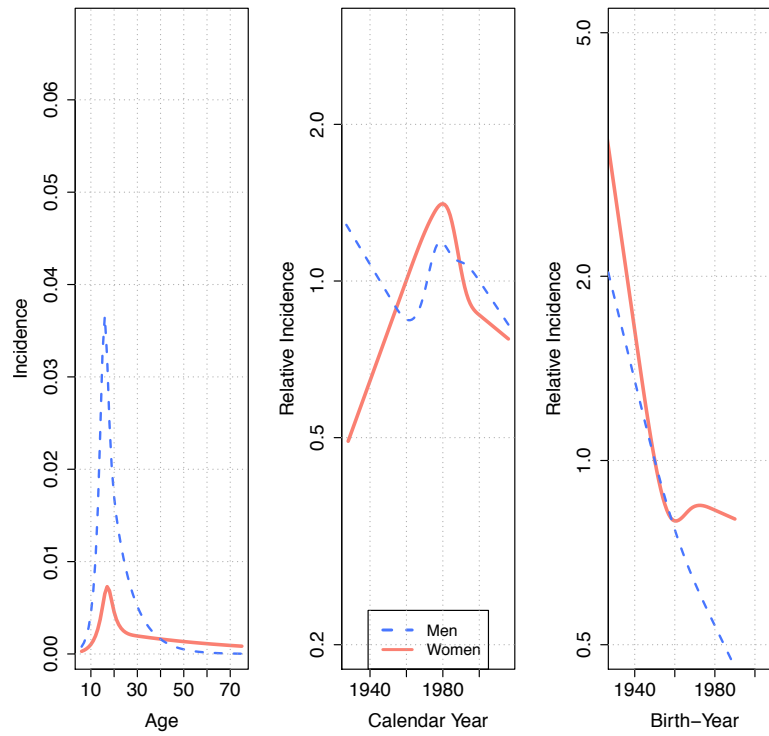 0.06
0.05
0.04
0.03
0.02
0.01
0.00
Incidence
10 30 50 70
Age
2.0
1.0
0.5
0.2
Relative Incidence
Men
Women
1940 1980
Calendar Year
5.0
2.0
1.0
0.5
Relative Incidence
1940 1980
Birth−Year